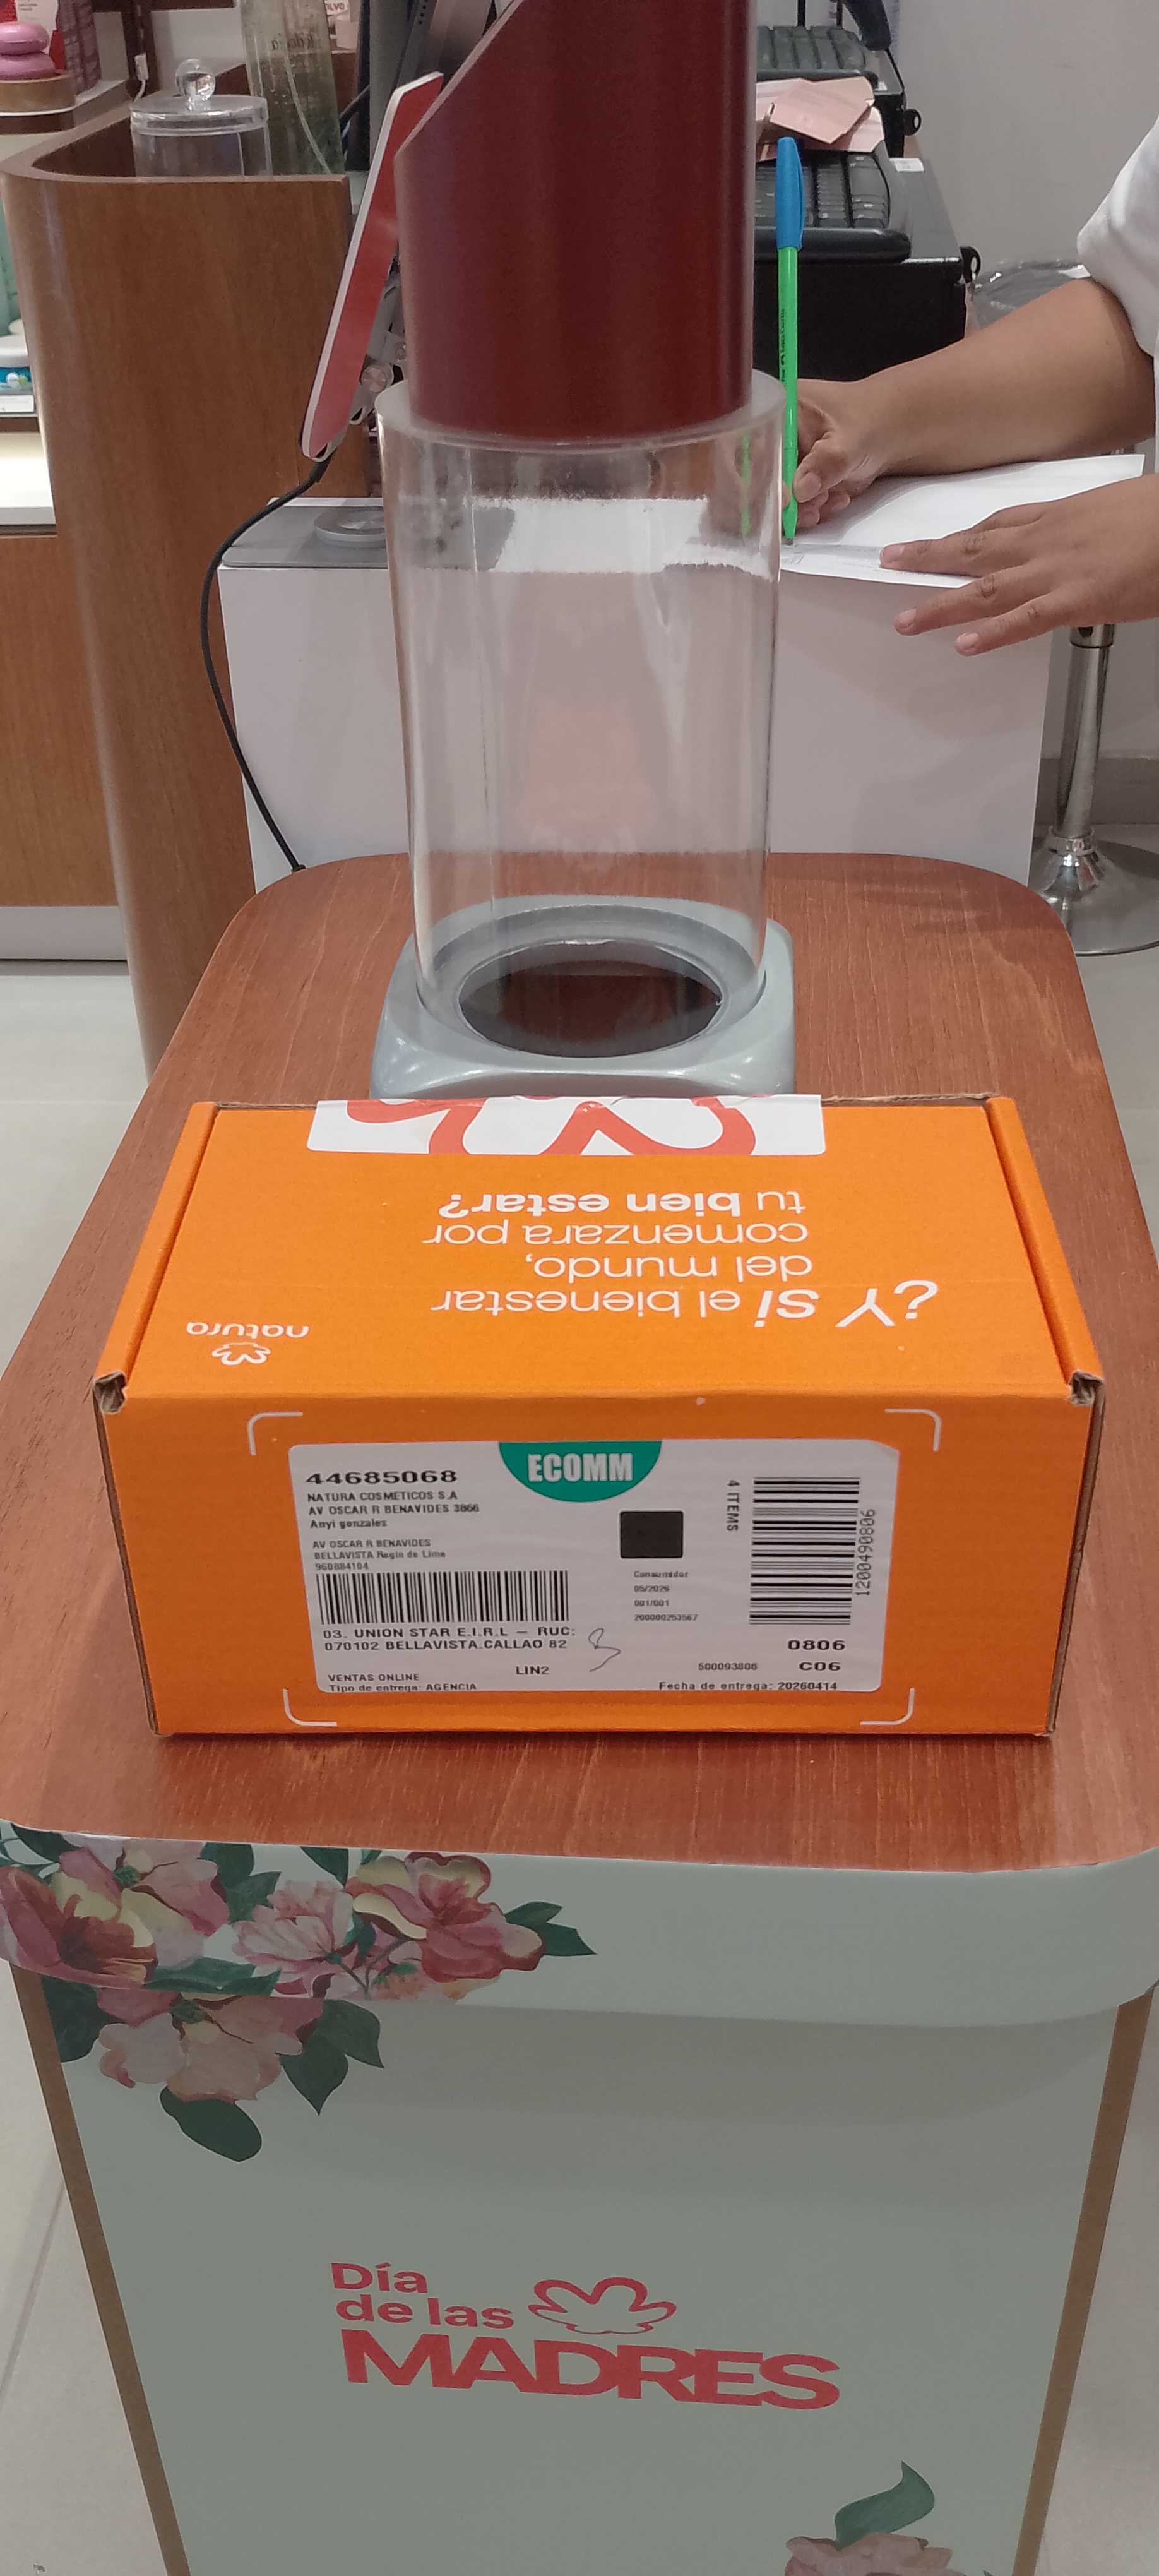 ¿Y si el bienestar
del mundo,
comenzara por
tu bien estar?
natura
ECOMM
44685068
NATURA COSMETICOS S.A
AV OSCAR R BENAVIDES 3866
Anyi gonzales
AV OSCAR R BENAVIDES
BELLAVISTA Regin de Lima
960884104
4 ITEMS
1200490806
Consumidor
05/2026
001/001
200000253567
03. UNION STAR E.I.R.L – RUC:
070102 BELLAVISTA.CALLAO 82
0806
LIN2
500093806
C06
VENTAS ONLINE
Tipo de entrega: AGENCIA
Fecha de entrega: 20260414
Día
de las
MADRES